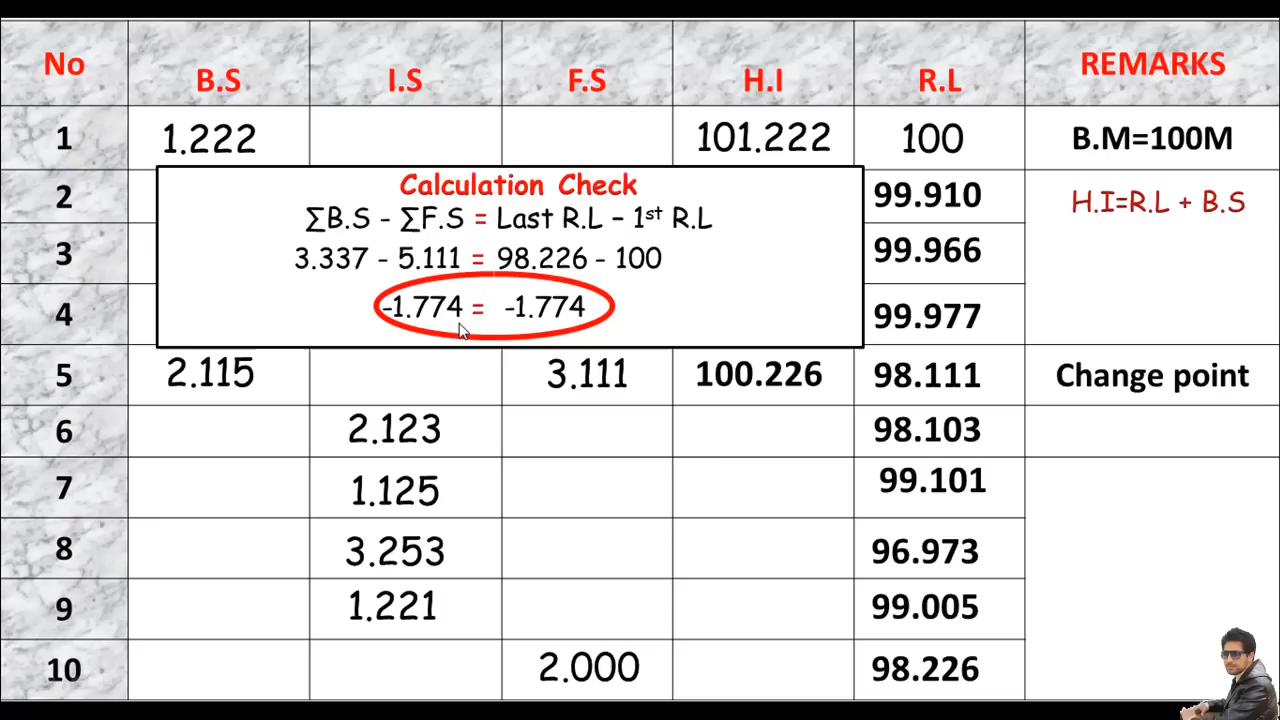 No B.S I.S F.S H.I R.L REMARKS
1 1.222 101.222 100 B.M=100M
2 99.910 H.I=R.L + B.S
3 99.966
4 99.977
Calculation Check
∑B.S - ∑F.S = Last R.L – 1st R.L
3.337 - 5.111 = 98.226 - 100
-1.774 = -1.774
5 2.115 3.111 100.226 98.111 Change point
6 2.123 98.103
7 1.125 99.101
8 3.253 96.973
9 1.221 99.005
10 2.000 98.226